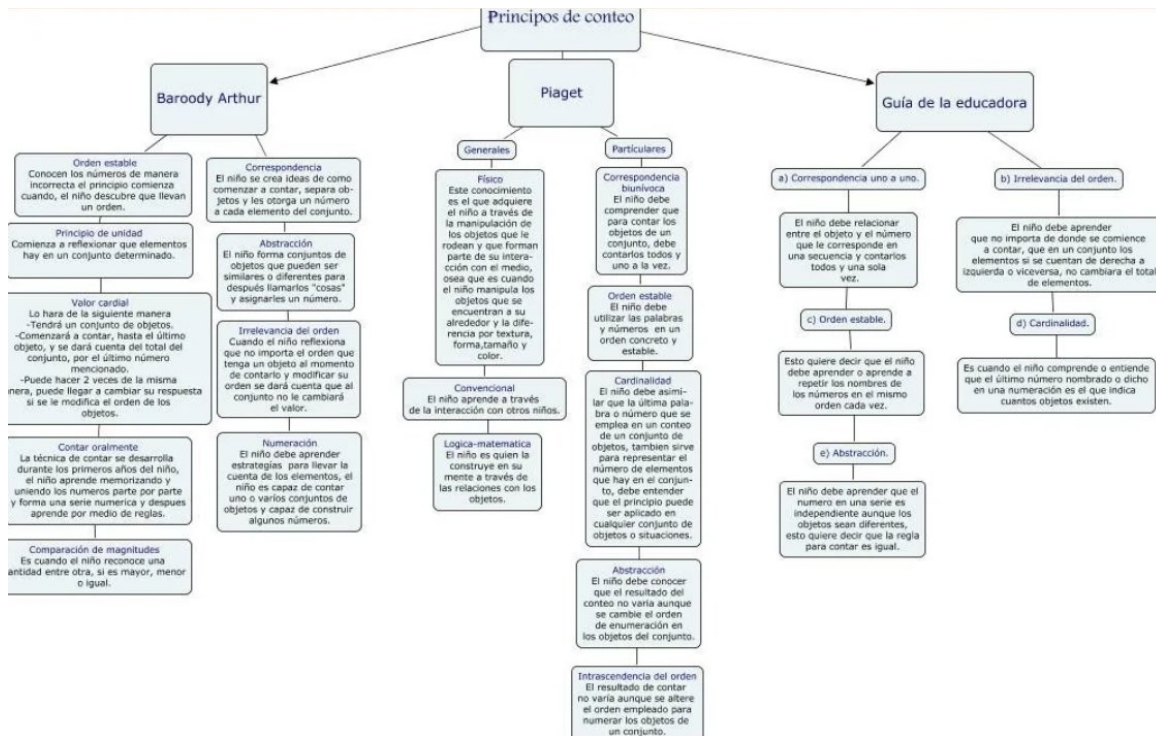 Principos de conteo
Baroody Arthur
Orden estable
Conocen los números de manera
incorrecta el principio comienza
cuando, el niño descubre que llevan
un orden.
Principio de unidad
Comienza a reflexionar que elementos
hay en un conjunto determinado.
Valor cardial
Lo hara de la siguiente manera
-Tendrá un conjunto de objetos.
-Comenzará a contar, hasta el último
objeto, y se dará cuenta del total del
conjunto, por el último número
mencionado.
-Puede hacer 2 veces de la misma
anera, puede llegar a cambiar su respuesta
si se le modifica el orden de los
objetos.
Contar oralmente
La técnica de contar se desarrolla
durante los primeros años del niño,
el niño aprende memorizando y
uniendo los numeros parte por parte
y forma una serie numerica y despues
aprende por medio de reglas.
Comparación de magnitudes
Es cuando el niño reconoce una
antidad entre otra, si es mayor, menor
o igual.
Correspondencia
El niño se crea ideas de como
comenzar a contar, separa ob-
jetos y les otorga un número
a cada elemento del conjunto.
Abstracción
El niño forma conjuntos de
objetos que pueden ser
similares o diferentes para
después llamarlos "cosas"
y asignarles un número.
Irrelevancia del orden
Cuando el niño reflexiona
que no importa el orden que
tenga un objeto al momento
de contarlo y modificar su
orden se dará cuenta que al
conjunto no le cambiará
el valor.
Numeración
El niño debe aprender
estrategías para llevar la
cuenta de los elementos, el
niño es capaz de contar
uno o varios conjuntos de
objetos y capaz de construir
algunos números.
Piaget
Generales
Físico
Este conocimiento
es el que adquiere
el niño a través de
la manipulación de
los objetos que le
rodean y que forman
parte de su interac-
ción con el medio,
osea que es cuando
el niño manipula los
objetos que se
encuentran a su
alrededor y la dife-
rencia por textura,
forma,tamaño y
color.
Convencional
El niño aprende a través
de la interacción con otros niños.
Logica-matematica
El niño es quien la
construye en su
mente a través de
las relaciones con los
objetos.
Partículares
Correspondencia
biunívoca
El niño debe
comprender que
para contar los
objetos de un
conjunto, debe
contarlos todos y
uno a la vez.
Orden estable
El niño debe
utilizar las palabras
y números en un
orden concreto y
estable.
Cardinalidad
El niño debe asimi-
lar que la última pala-
bra o número que se
emplea en un conteo
de un conjunto de
objetos, tambien sirve
para representar el
número de elementos
que hay en el conjun-
to, debe entender
que el principio puede
ser aplicado en
cualquier conjunto de
objetos o situaciones.
Abstracción
El niño debe conocer
que el resultado del
conteo no varia aunque
se cambie el orden
de enumeración en
los objetos del conjunto.
Intrascendencia del orden
El resultado de contar
no varía aunque se altere
el orden empleado para
numerar los objetos de
un conjunto.
Guía de la educadora
a) Correspondencia uno a uno.
El niño debe relacionar
entre el objeto y el número
que le corresponde en
una secuencia y contarlos
todos y una sola
vez.
c) Orden estable.
Esto quiere decir que el niño
debe aprender o aprende a
repetir los nombres de
los números en el mismo
orden cada vez.
e) Abstracción.
El niño debe aprender que el
numero en una serie es
independiente aunque los
objetos sean diferentes,
esto quiere decir que la regla
para contar es igual.
b) Irrelevancia del orden.
El niño debe aprender
que no importa de donde se comience
a contar, que en un conjunto los
elementos si se cuentan de derecha a
izquierda o viceversa, no cambiara el total
de elementos.
d) Cardinalidad.
Es cuando el niño comprende o entiende
que el último número nombrado o dicho
en una numeración es el que indica
cuantos objetos existen.